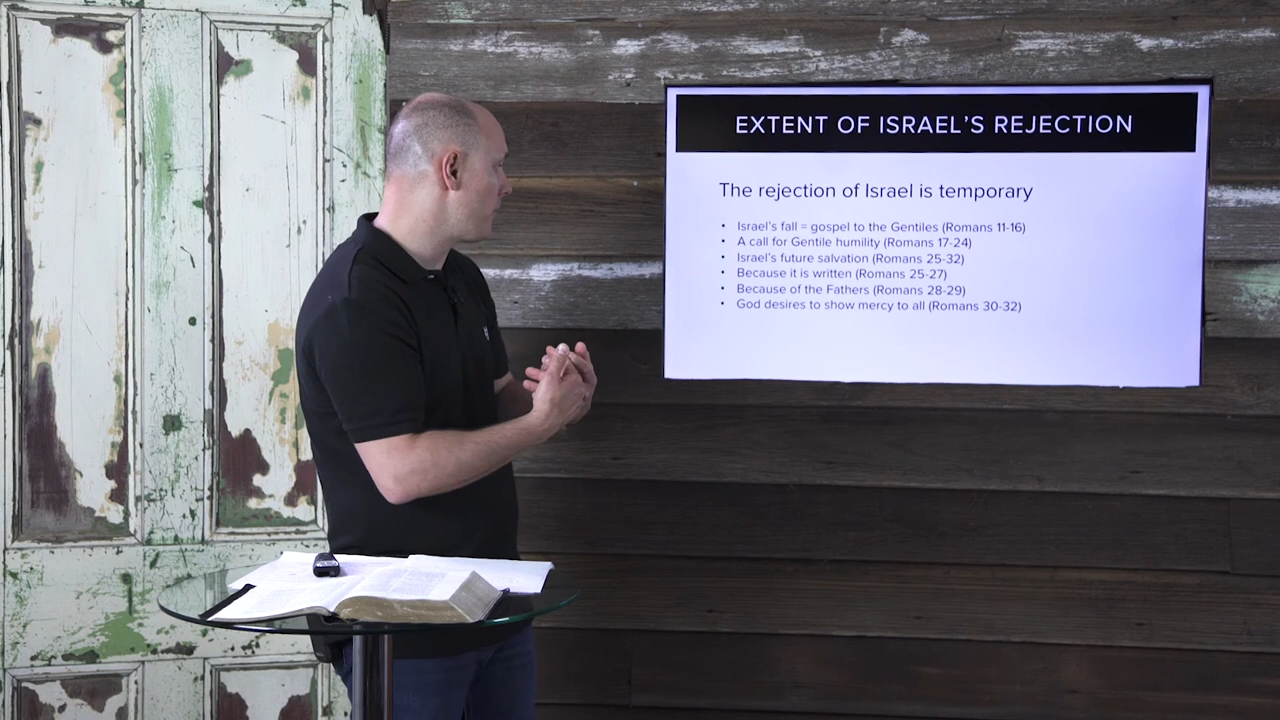 EXTENT OF ISRAEL'S REJECTION
The rejection of Israel is temporary
• Israel's fall = gospel to the Gentiles (Romans 11-16)
• A call for Gentile humility (Romans 17-24)
• Israel's future salvation (Romans 25-32)
• Because it is written (Romans 25-27)
• Because of the Fathers (Romans 28-29)
• God desires to show mercy to all (Romans 30-32)